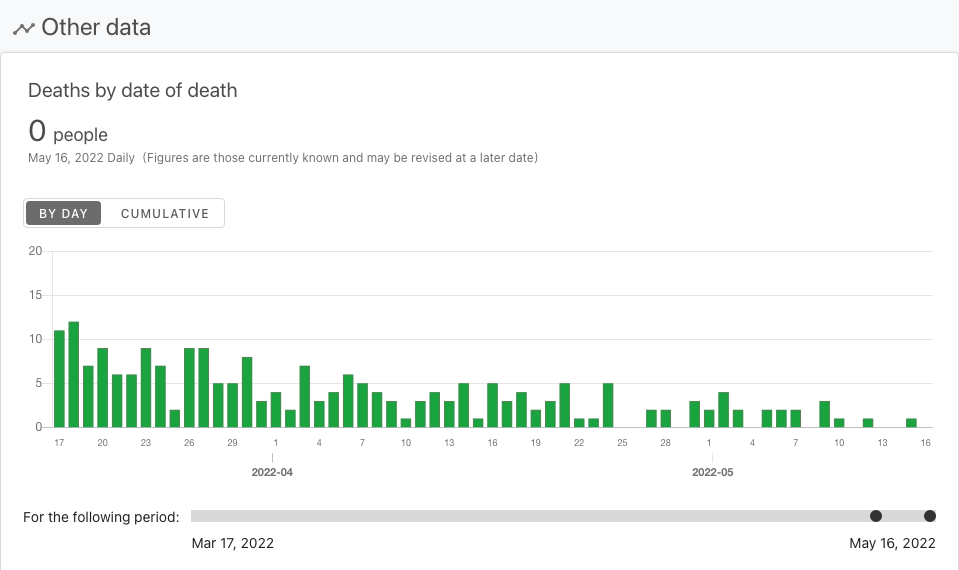 Other data
Deaths by date of death
0 people
May 16, 2022 Daily (Figures are those currently known and may be revised at a later date)
BY DAY CUMULATIVE
20
15
10
5
0
17 20 23 26 29 1 4 7 10 13 16 19 22 25 28 1 4 7 10 13 16
2022-04 2022-05
For the following period:
Mar 17, 2022 May 16, 2022